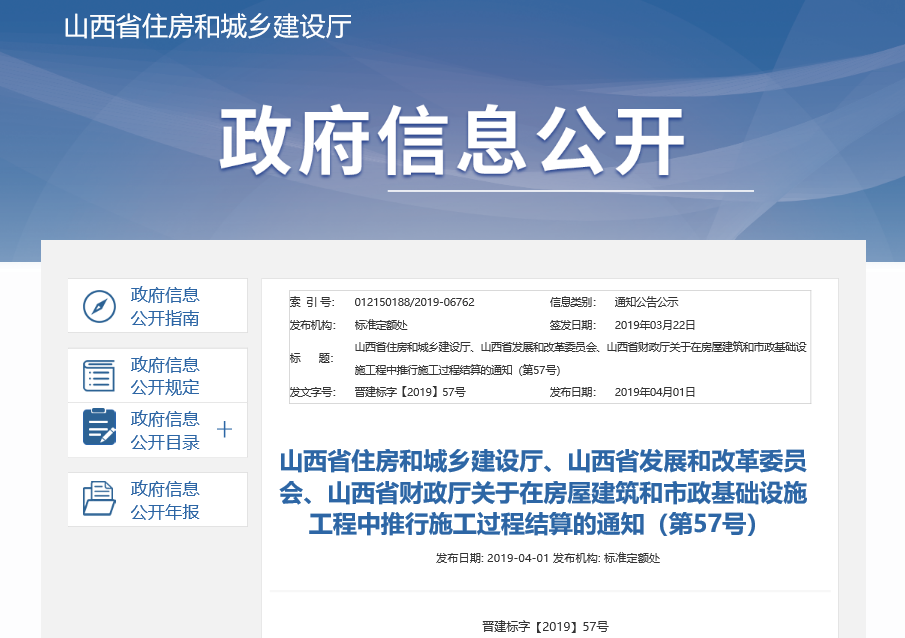 山西省住房和城乡建设厅
政府信息公开
政府信息
公开指南
政府信息
公开规定
政府信息
公开目录
+
政府信息
公开年报
索 引 号: 012150188/2019-06762 信息类别: 通知公告公示
发布机构: 标准定额处 签发日期: 2019年03月22日
标 题: 山西省住房和城乡建设厅、山西省发展和改革委员会、山西省财政厅关于在房屋建筑和市政基础设
施工程中推行施工过程结算的通知（第57号）
发文字号: 晋建标字【2019】57号 发布日期: 2019年04月01日
山西省住房和城乡建设厅、山西省发展和改革委员
会、山西省财政厅关于在房屋建筑和市政基础设施
工程中推行施工过程结算的通知（第57号）
发布日期: 2019-04-01 发布机构: 标准定额处
晋建标字【2019】57号